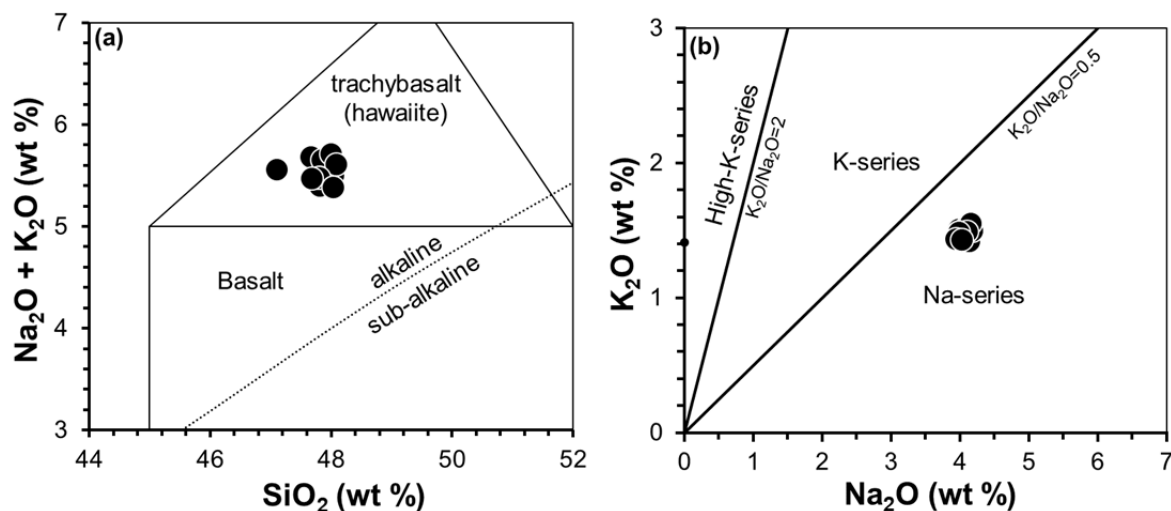 (a)
Na₂O + K₂O (wt %)
7
6
5
4
3
trachybasalt
(hawaiite)
Basalt
alkaline
sub-alkaline
44
46
48
50
52
SiO₂ (wt %)
(b)
K₂O (wt %)
3
2
1
0
High-K-series
K₂O/Na₂O=2
K-series
K₂O/Na₂O=0.5
Na-series
0
1
2
3
4
5
6
7
Na₂O (wt %)